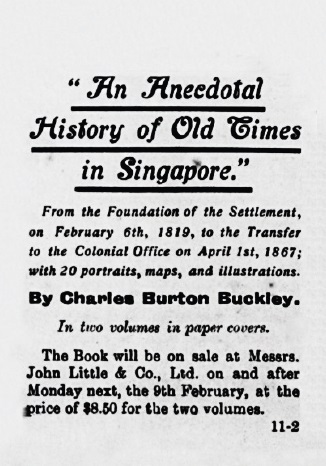 " An Anecdotal
History of Old Times
in Singapore."
From the Foundation of the Settlement,
on February 6th, 1819, to the Transfer
to the Colonial Office on April 1st, 1867;
with 20 portraits, maps, and illustrations.
By Charles Burton Buckley.
In two volumes in paper covers.
The Book will be on sale at Messrs.
John Little & Co., Ltd. on and after
Monday next, the 9th February, at the
price of $8.50 for the two volumes.
11-2